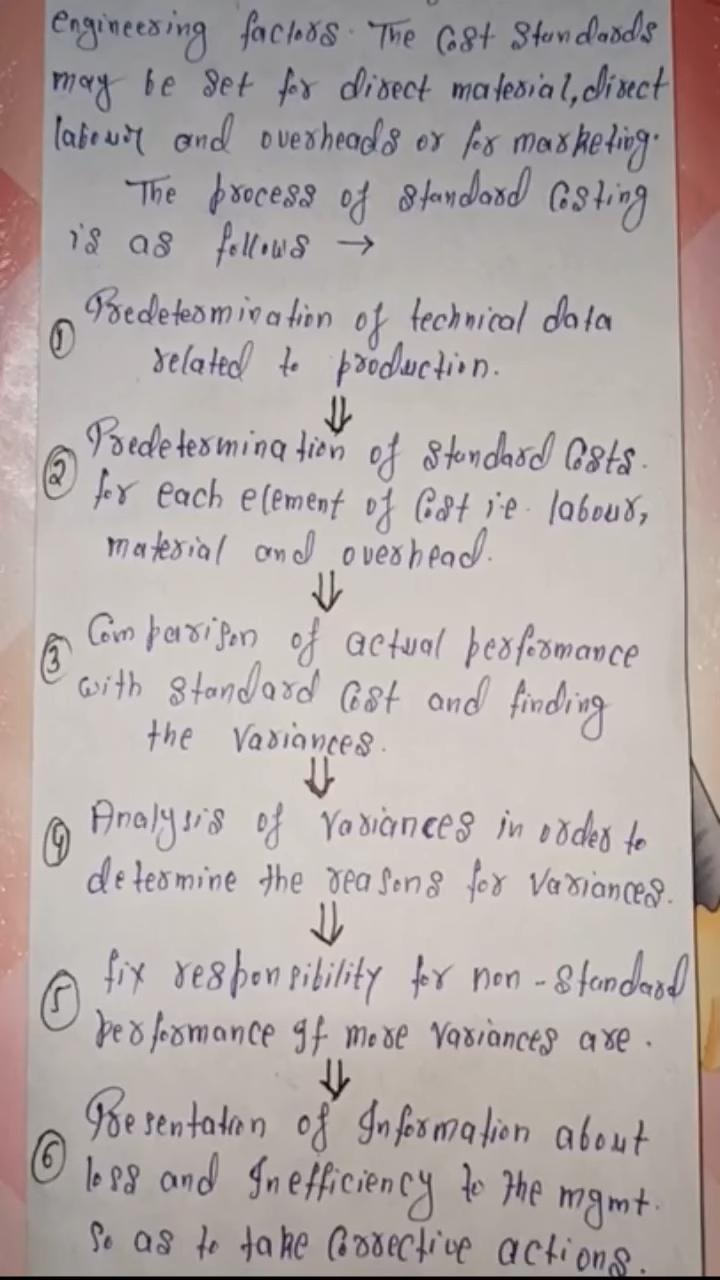 engineering factors. The Cost Standards
may be set for direct material, direct
labour and overheads or for marketing.
The process of standard Costing
is as follows →
① Predetermination of technical data
related to production.
⇓
② Predetermination of standard Costs.
for each element of Cost i.e. labour,
material and overhead.
⇓
③ Comparison of actual performance
with standard Cost and finding
the variances.
⇓
④ Analysis of variances in order to
determine the reasons for variances.
⇓
⑤ fix responsibility for non-standard
performance If more variances are.
⇓
⑥ Presentation of Information about
loss and Inefficiency to the mgmt.
so as to take Corrective actions.